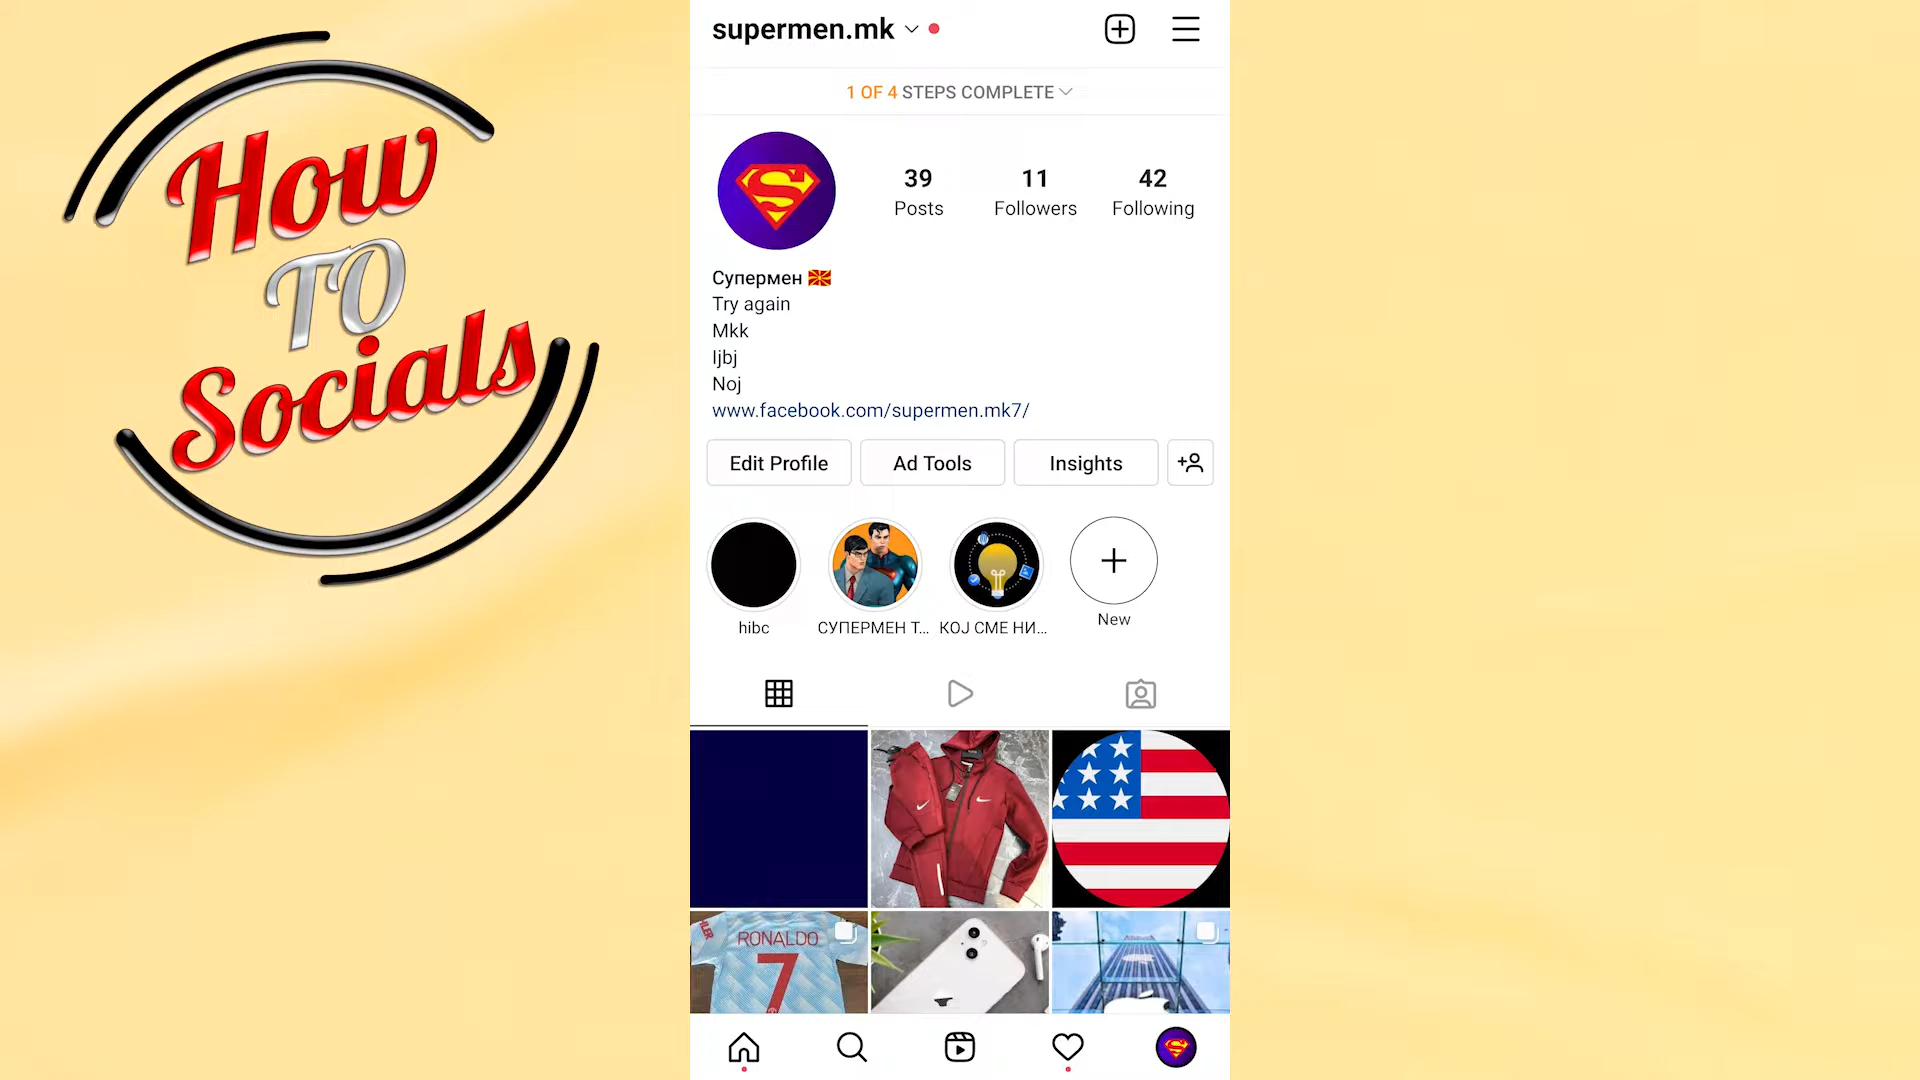 How
TO
Socials
supermen.mk
1 OF 4 STEPS COMPLETE
39
Posts
11
Followers
42
Following
Супермен
Try again
Mkk
Ijbj
Noj
www.facebook.com/supermen.mk7/
Edit Profile
Ad Tools
Insights
hibc
СУПЕРМЕН Т...
КОЈ СМЕ НИ...
New
RONALDO
7